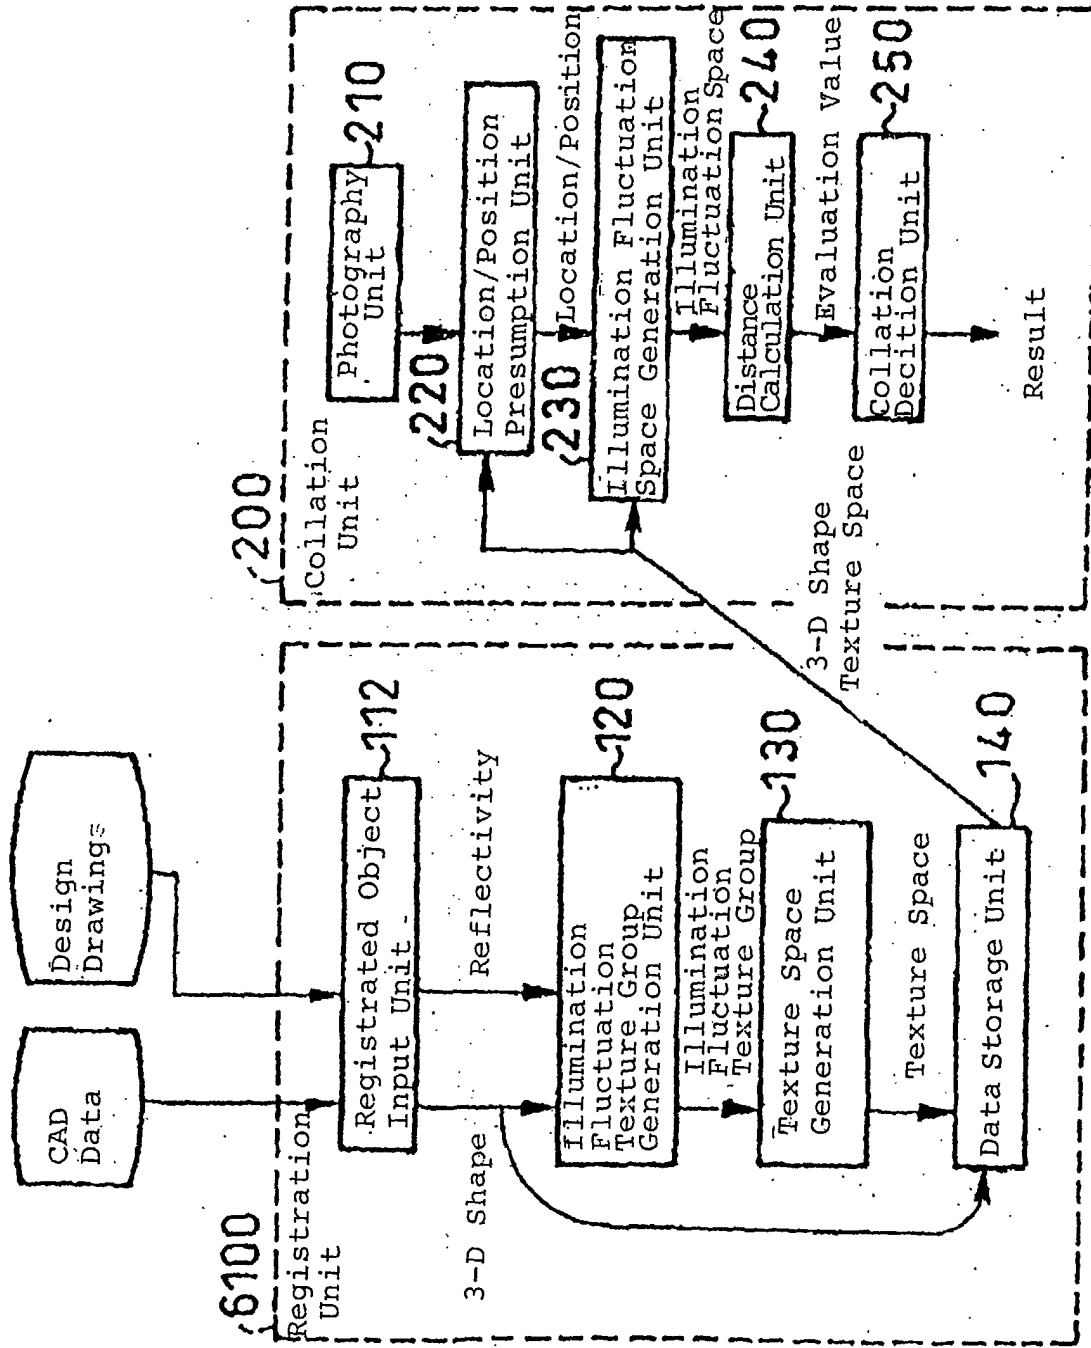 CAD
Data
Design
Drawings
6100
Registration
Unit
Registrated Object
Input Unit
112
3-D Shape
Reflectivity
Illumination
Fluctuation
Texture Group
Generation Unit
120
Illumination
Fluctuation
Texture Group
Texture Space
Generation Unit
130
Texture Space
Data Storage Unit
140
3-D Shape
Texture Space
200
Collation
Unit
Photography
Unit
210
220
Location/Position
Presumption Unit
Location/Position
230
Illumination Fluctuation
Space Generation Unit
Illumination
Fluctuation Space
Distance
Calculation Unit
240
Evaluation Value
Collation
Decition Unit
250
Result